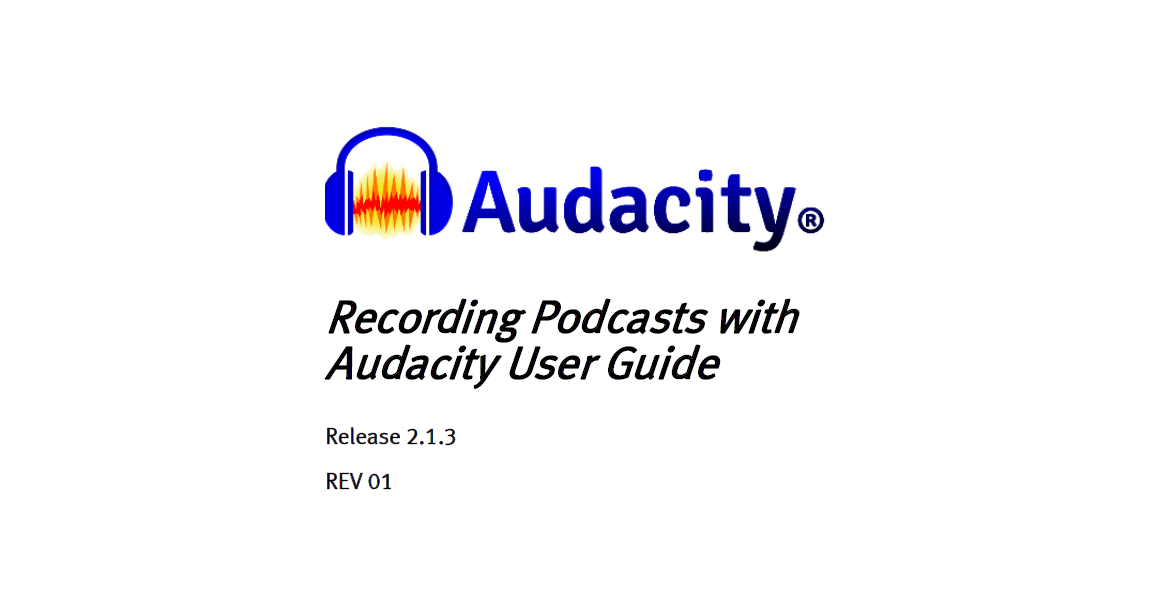 Audacity®
Recording Podcasts with
Audacity User Guide
Release 2.1.3
REV 01